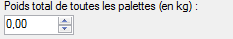 Poids total de toutes les palettes (en kg) :
0,00